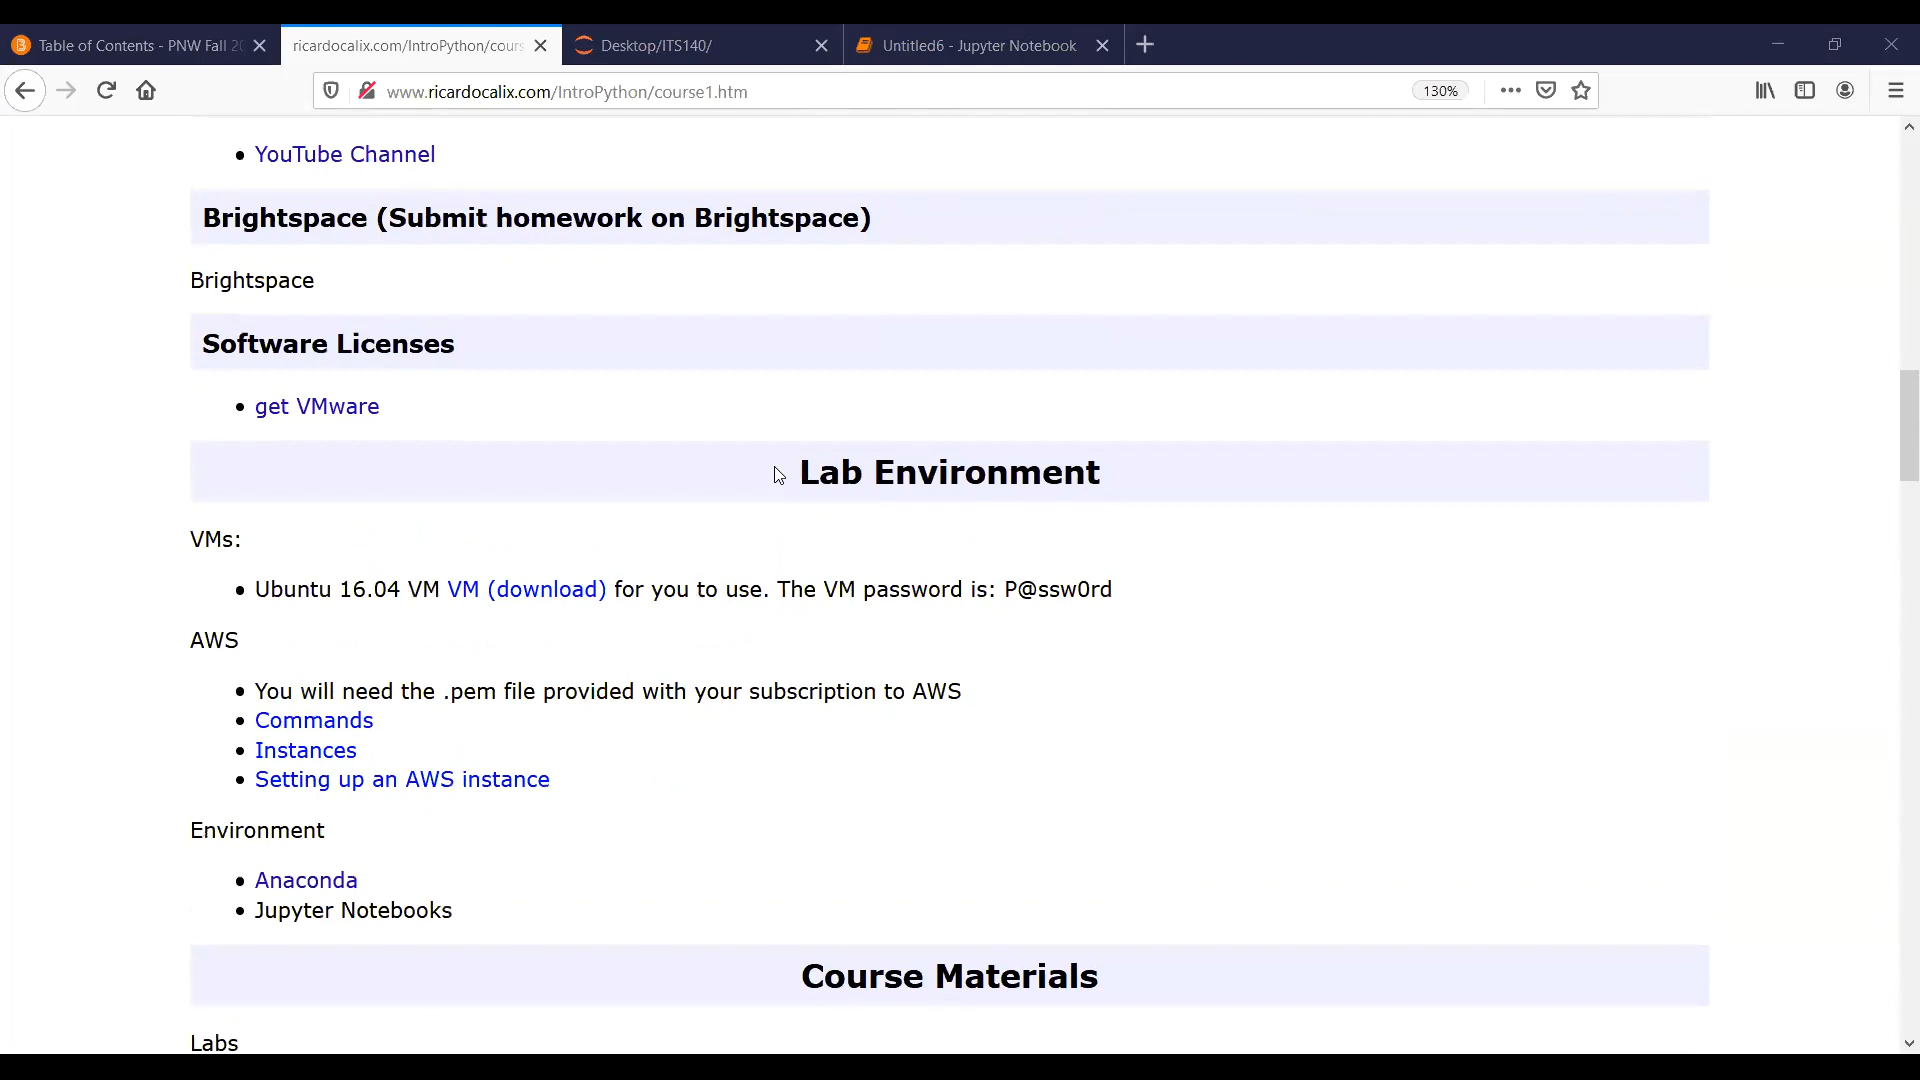 Table of Contents - PNW Fall 20
ricardocalix.com/IntroPython/cours
Desktop/ITS140/
Untitled6 - Jupyter Notebook
www.ricardocalix.com/IntroPython/course1.htm
130%
YouTube Channel
Brightspace (Submit homework on Brightspace)
Brightspace
Software Licenses
get VMware
Lab Environment
VMs:
Ubuntu 16.04 VM VM (download) for you to use. The VM password is: P@ssw0rd
AWS
You will need the .pem file provided with your subscription to AWS
Commands
Instances
Setting up an AWS instance
Environment
Anaconda
Jupyter Notebooks
Course Materials
Labs